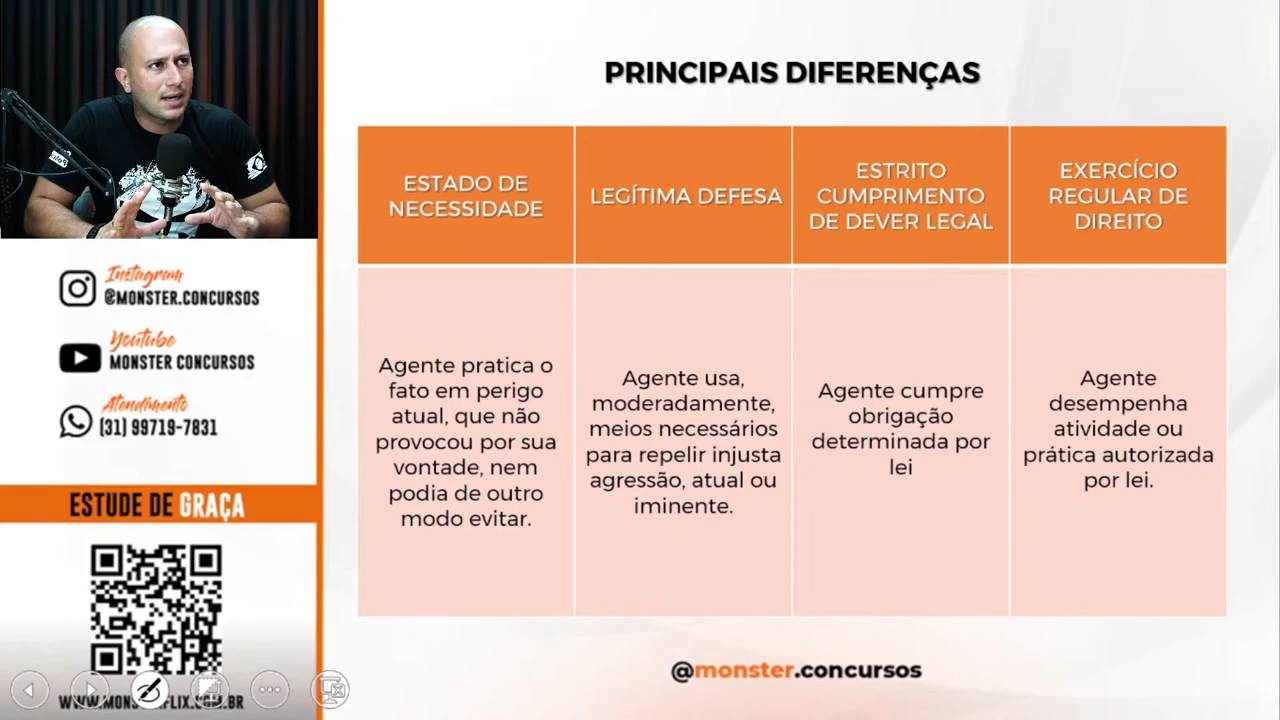 PRINCIPAIS DIFERENÇAS
ESTADO DE
NECESSIDADE
LEGÍTIMA DEFESA
ESTRITO
CUMPRIMENTO
DE DEVER LEGAL
EXERCÍCIO
REGULAR DE
DIREITO
Agente pratica o
fato em perigo
atual, que não
provocou por sua
vontade, nem
podia de outro
modo evitar.
Agente usa,
moderadamente,
meios necessários
para repelir injusta
agressão, atual ou
iminente.
Agente cumpre
obrigação
determinada por
lei
Agente
desempenha
atividade ou
prática autorizada
por lei.
@monster.concursos
Instagram
@MONSTER.CONCURSOS
Youtube
MONSTER CONCURSOS
Atendimento
(31) 99719-7831
ESTUDE DE GRAÇA